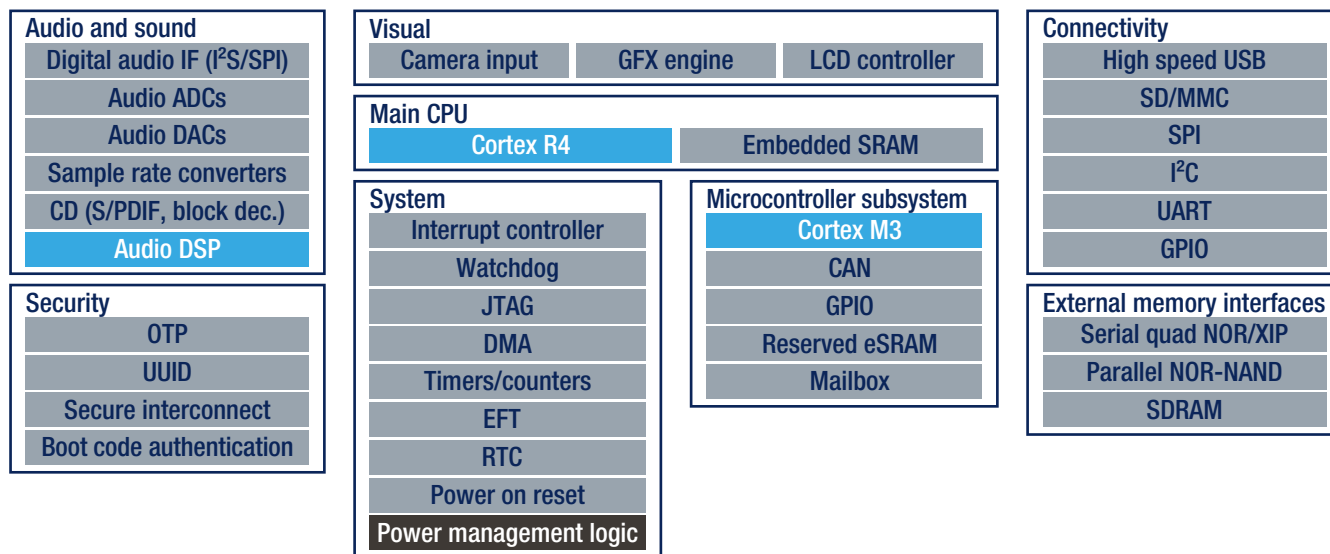 Audio and sound
Digital audio IF (I²S/SPI)
Audio ADCs
Audio DACs
Sample rate converters
CD (S/PDIF, block dec.)
Audio DSP
Security
OTP
UUID
Secure interconnect
Boot code authentication
Visual
Camera input
GFX engine
LCD controller
Main CPU
Cortex R4
Embedded SRAM
System
Interrupt controller
Watchdog
JTAG
DMA
Timers/counters
EFT
RTC
Power on reset
Power management logic
Microcontroller subsystem
Cortex M3
CAN
GPIO
Reserved eSRAM
Mailbox
Connectivity
High speed USB
SD/MMC
SPI
I²C
UART
GPIO
External memory interfaces
Serial quad NOR/XIP
Parallel NOR-NAND
SDRAM